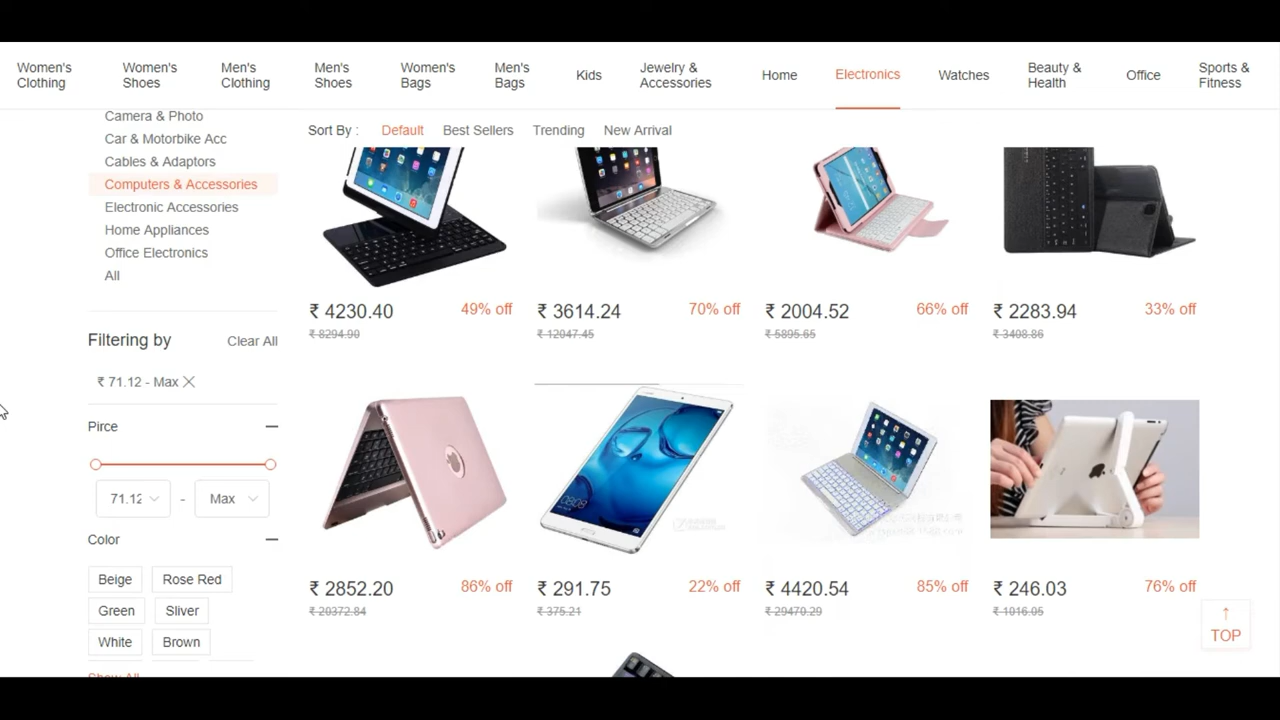 Women's
Clothing
Women's
Shoes
Men's
Clothing
Men's
Shoes
Women's
Bags
Men's
Bags
Kids
Jewelry &
Accessories
Home
Electronics
Watches
Beauty &
Health
Office
Sports &
Fitness
Camera & Photo
Car & Motorbike Acc
Cables & Adaptors
Computers & Accessories
Electronic Accessories
Home Appliances
Office Electronics
All
Filtering by Clear All
₹ 71.12 - Max
Pirce
71.12 - Max
Color
Beige Rose Red
Green Sliver
White Brown
Sort By : Default Best Sellers Trending New Arrival
₹ 4230.40 49% off
₹ 8294.90
₹ 3614.24 70% off
₹ 12047.45
₹ 2004.52 66% off
₹ 5895.65
₹ 2283.94 33% off
₹ 3408.86
₹ 2852.20 86% off
₹ 20372.84
₹ 291.75 22% off
₹ 375.21
₹ 4420.54 85% off
₹ 29470.29
₹ 246.03 76% off
₹ 1016.05
TOP